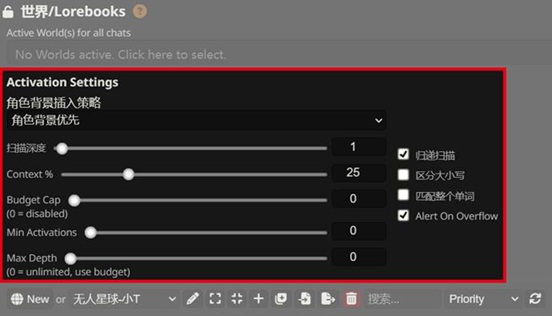 世界/Lorebooks ?
Active World(s) for all chats
No Worlds active. Click here to select.
Activation Settings
角色背景插入策略
角色背景优先
扫描深度 1
Context % 25
Budget Cap 0
(0 = disabled)
Min Activations 0
Max Depth 0
(0 = unlimited, use budget)
归递扫描
区分大小写
匹配整个单词
Alert On Overflow
New or 无人星球-小T 搜索... Priority